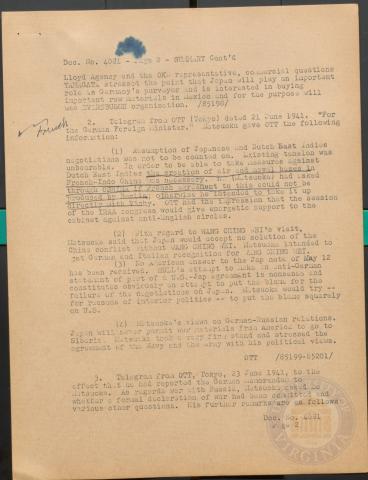 Doc. No. 4081 - Page 2 - SUMMARY Cont'd
Lloyd Agency and the OKW representative, commercial questions
stressed the point that Japan will play an important
role as Germany's purveyor and is interested in buying
important raw materials in Mexico and for the purpose will
use organization. /85198/
French
2. Telegram from OTT (Tokyo) dated 21 June 1941. "For
the German Foreign Minister." Matsuoka gave OTT the following
information:
(1) Resumption of Japanese and Dutch East Indies
negotiations was not to be counted on. Existing tension was
unbearable. In order to be able to take measures against
Dutch East Indies the creation of air and naval bases in
French-Indo China was necessary. MATSUOKA had asked
through if French agreement to this could not be
produced by Berlin, otherwise he intended to take it up
directly with Vichy. OTT had the impression that the session
of the IRAA congress would give energetic support to the
cabinet against anti-English circles.
(2) With regard to WANG CHING WEI's visit,
Matsuoka said that Japan would accept no solution of the
China conflict without WANG CHING WEI. Matsuoka intended to
get German and Italian recognition for WANG CHING WEI.
(3) No American answer to the Jap note of May 12
has been received. attempt to make an anti-German
statement of part of a U.S.-Jap agreement is nonsense and
constitutes obviously an attempt to put the blame for the
failure of the negotiations on Japan. Matsuoka would try --
for reasons of interior politics -- to put the blame squarely
on U.S.
(4) Matsuoka's views on German-Russian relations.
Japan will never permit war materials from America to go to
Siberia. Matsuoka took a very firm stand and stressed the
agreement of the Navy and the Army with his political views.
OTT /85199-85201/
3. Telegram from OTT, Tokyo, 23 June 1941, to the
effect that he had reported the German memorandum to
Matsuoka. As regards war with Russia, Matsuoka asked
whether a formal declaration of war had been omitted and
various other questions. His further remarks are as follows:
Doc. No. 4081
Page 2
VIRGINIA